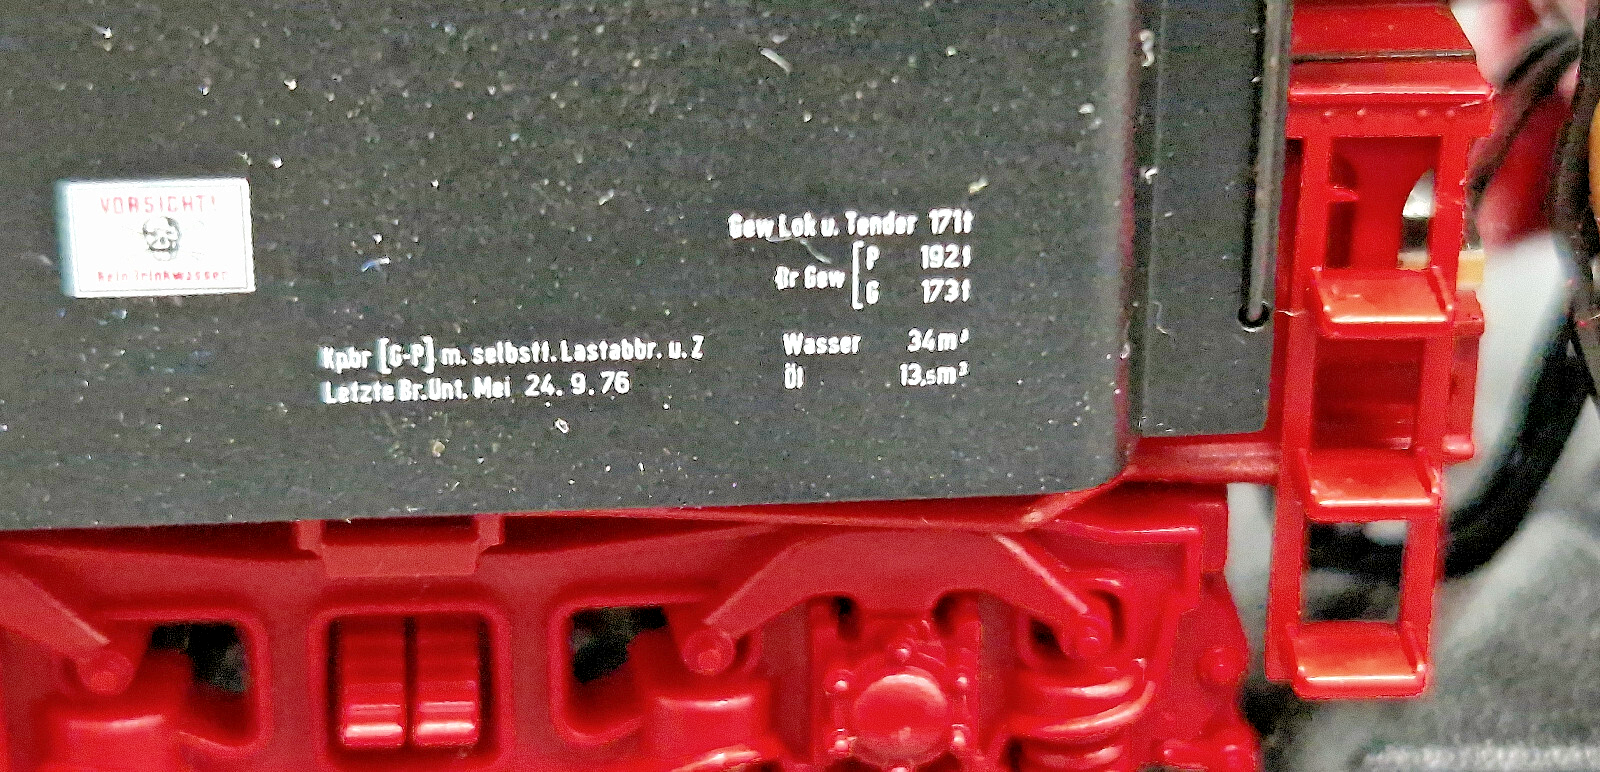 VORSICHT!
Kein Trinkwasser
Gew Lok u. Tender 171t
Br Gew [P 192t
G 173t
Kpbr [G-P] m. selbstt. Lastabbr. u. Z
Letzte Br. Unt. Mei 24. 9. 76
Wasser 34m³
Öl 13,5m³